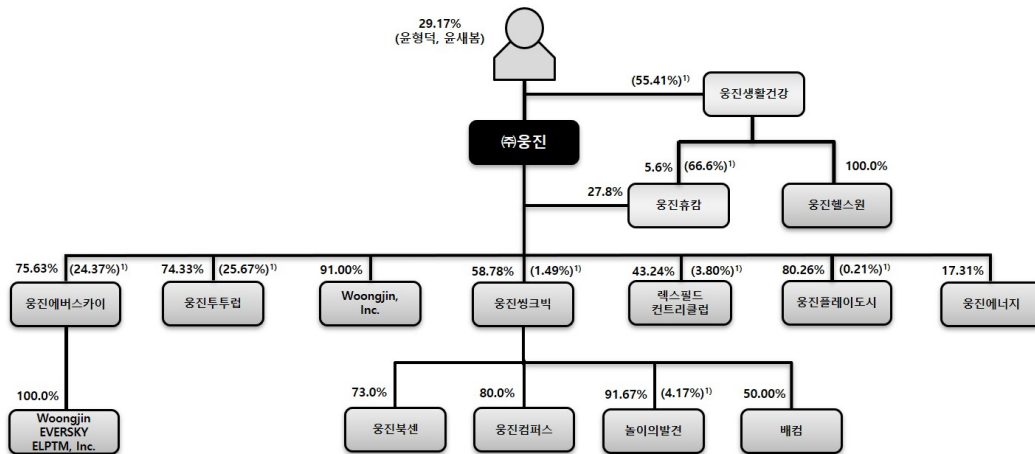 29.17%
(윤형덕, 윤새봄)
(55.41%)¹⁾
웅진생활건강
㈜웅진
5.6% (66.6%)¹⁾
100.0%
27.8%
웅진휴캄
웅진헬스원
75.63% (24.37%)¹⁾
74.33% (25.67%)¹⁾
91.00%
58.78% (1.49%)¹⁾
43.24% (3.80%)¹⁾
80.26% (0.21%)¹⁾
17.31%
웅진에버스카이
웅진투투럽
Woongjin,
Inc.
웅진씽크빅
렉스필드
컨트리클럽
웅진플레이도시
웅진에너지
100.0%
73.0%
80.0%
91.67% (4.17%)¹⁾
50.00%
Woongjin
EVERSKY
ELPTM, Inc.
웅진북센
웅진컴퍼스
놀이의발견
배컴